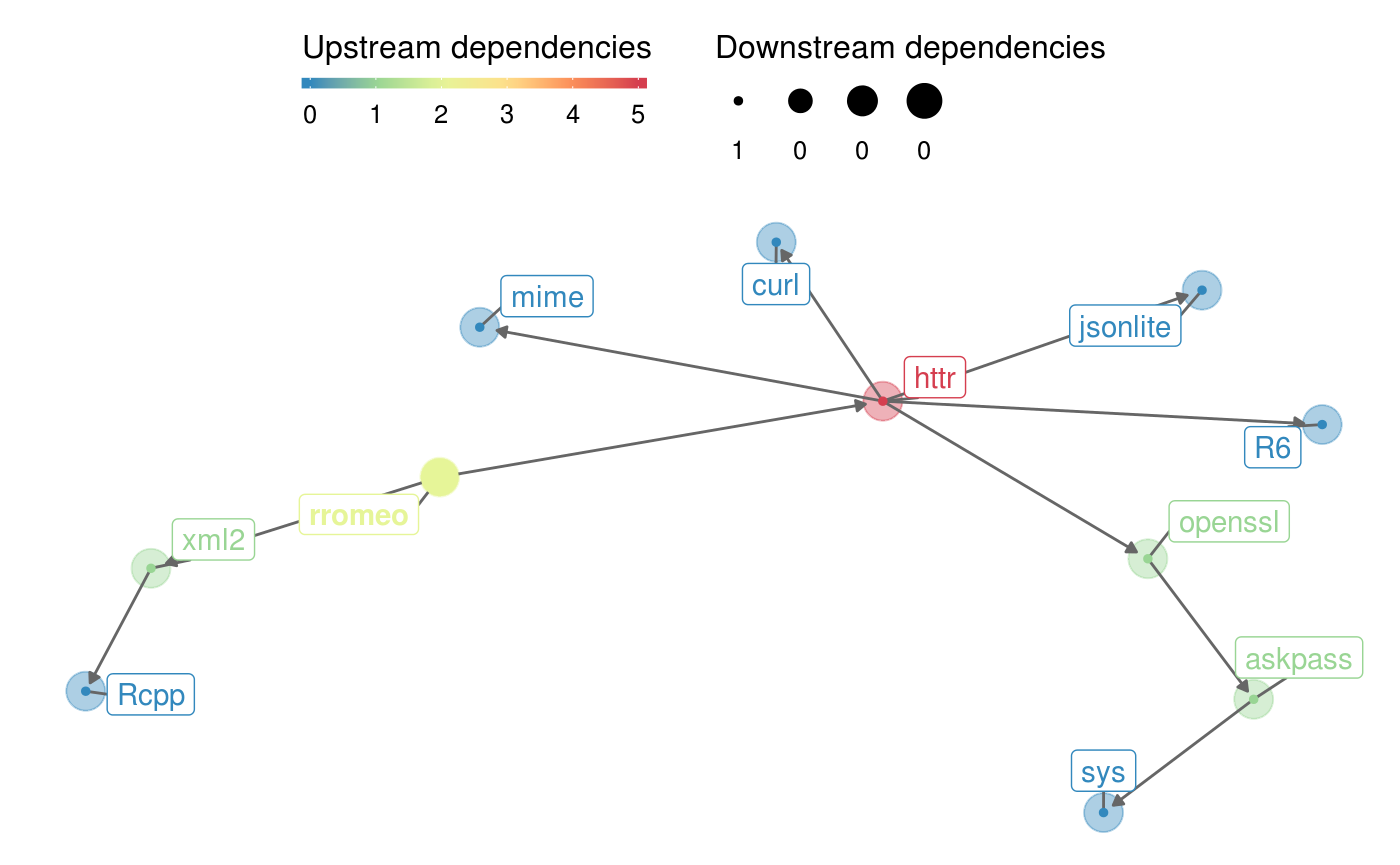 Upstream dependencies
0 1 2 3 4 5
Downstream dependencies
1 0 0 0
mime
curl
jsonlite
httr
R6
rromeo
xml2
openssl
Rcpp
askpass
sys